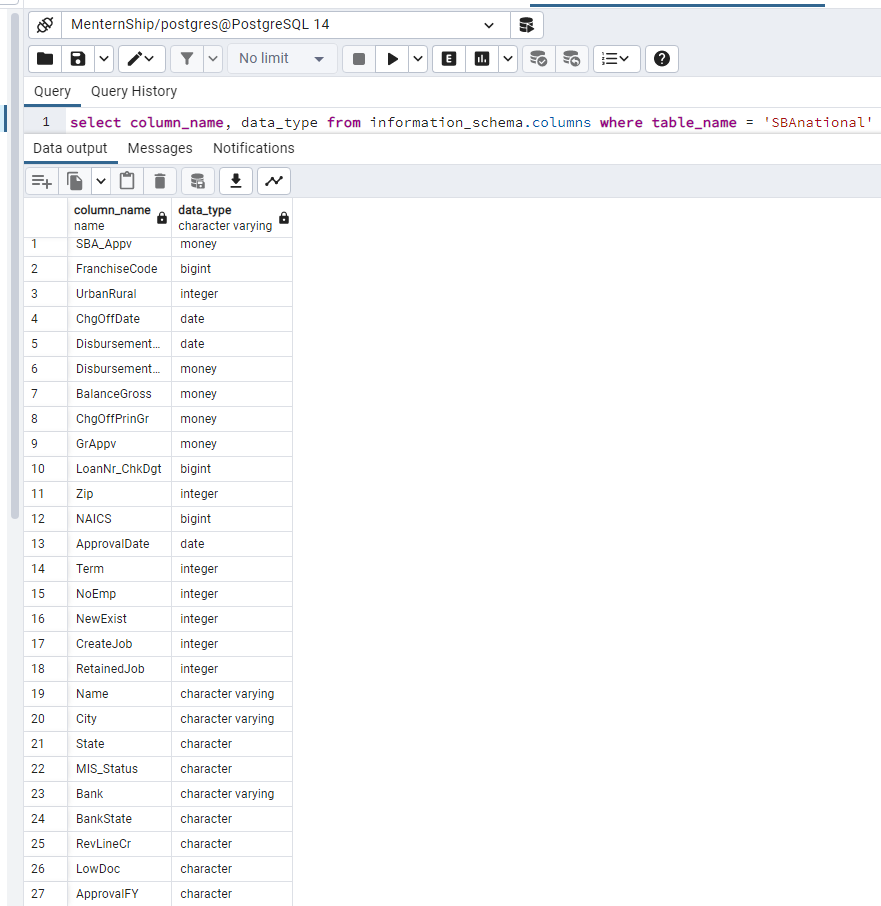 MenternShip/postgres@PostgreSQL 14
No limit
E
Query Query History
1 select column_name, data_type from information_schema.columns where table_name = 'SBAnational'
Data output Messages Notifications
column_name data_type
name character varying
1 SBA_Appv money
2 FranchiseCode bigint
3 UrbanRural integer
4 ChgOffDate date
5 Disbursement... date
6 Disbursement... money
7 BalanceGross money
8 ChgOffPrinGr money
9 GrAppv money
10 LoanNr_ChkDgt bigint
11 Zip integer
12 NAICS bigint
13 ApprovalDate date
14 Term integer
15 NoEmp integer
16 NewExist integer
17 CreateJob integer
18 RetainedJob integer
19 Name character varying
20 City character varying
21 State character
22 MIS_Status character
23 Bank character varying
24 BankState character
25 RevLineCr character
26 LowDoc character
27 ApprovalFY character